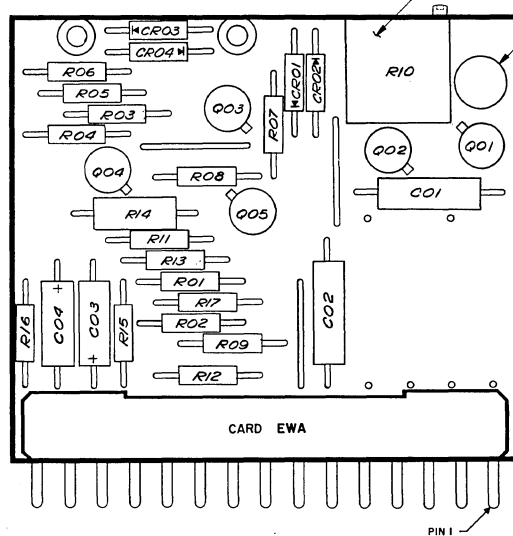 CR03
CR04
R06
R05
R03
R04
Q03
R07
CR01
CR02
R10
Q02
Q01
Q04
R08
Q05
C01
R14
R11
R13
R01
R17
R02
R09
R12
R16
C04
+
C03
+
R15
C02
CARD EWA
PIN 1